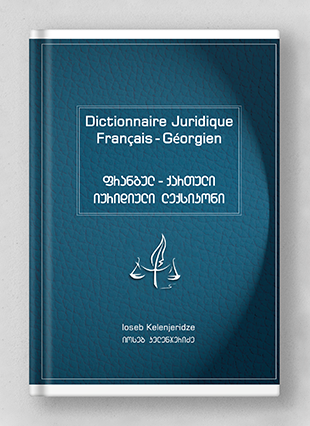 Dictionnaire Juridique
Français - Géorgien
ფრანგულ - ქართული
იურიდიული ლექსიკონი
Ioseb Kelenjeridze
იოსებ კელენჯერიძე